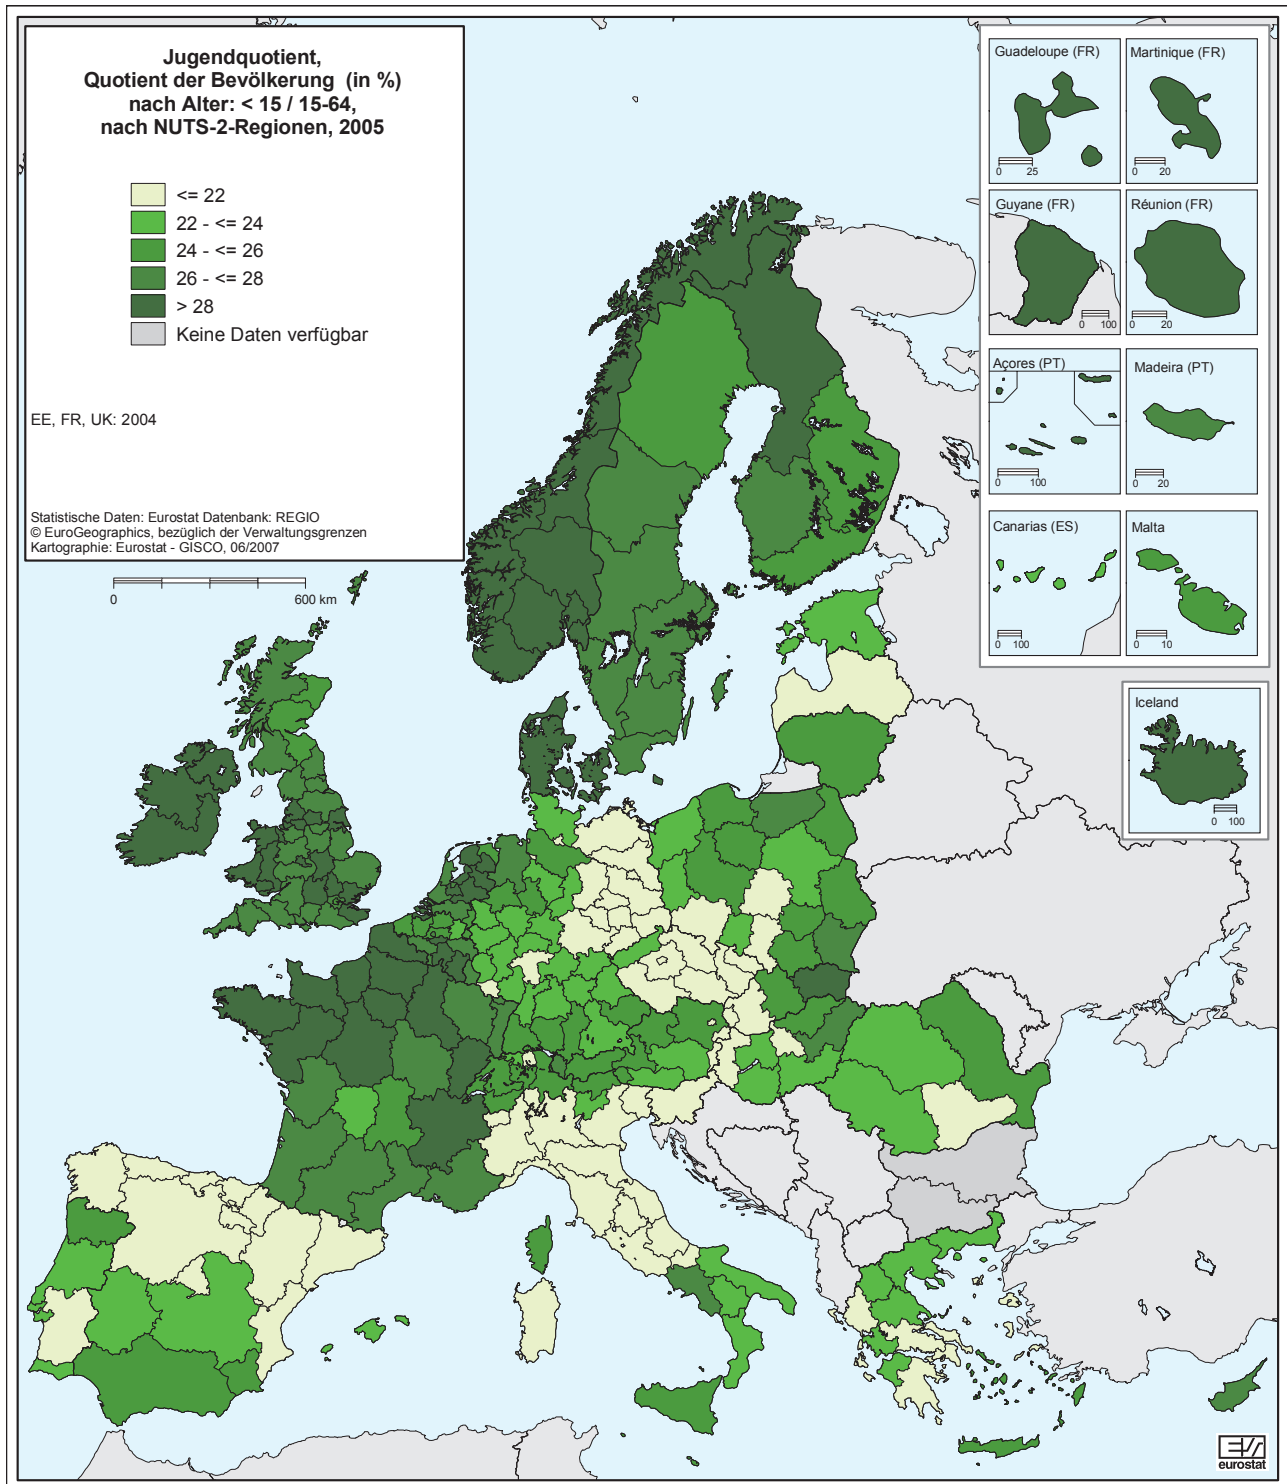 Jugendquotient,
Quotient der Bevölkerung (in %)
nach Alter: < 15 / 15-64,
nach NUTS-2-Regionen, 2005
<= 22
22 - <= 24
24 - <= 26
26 - <= 28
> 28
Keine Daten verfügbar
EE, FR, UK: 2004
Statistische Daten: Eurostat Datenbank: REGIO
© EuroGeographics, bezüglich der Verwaltungsgrenzen
Kartographie: Eurostat - GISCO, 06/2007
0 600 km
Guadeloupe (FR)
0 25
Martinique (FR)
0 20
Guyane (FR)
0 100
Réunion (FR)
0 20
Açores (PT)
0 100
Madeira (PT)
0 20
Canarias (ES)
0 100
Malta
0 10
Iceland
0 100
eurostat